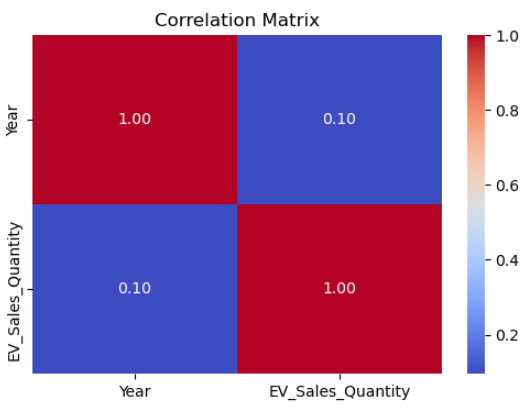 Correlation Matrix
Year
EV_Sales_Quantity
1.00
0.10
0.10
1.00
Year
EV_Sales_Quantity
1.0
0.8
0.6
0.4
0.2